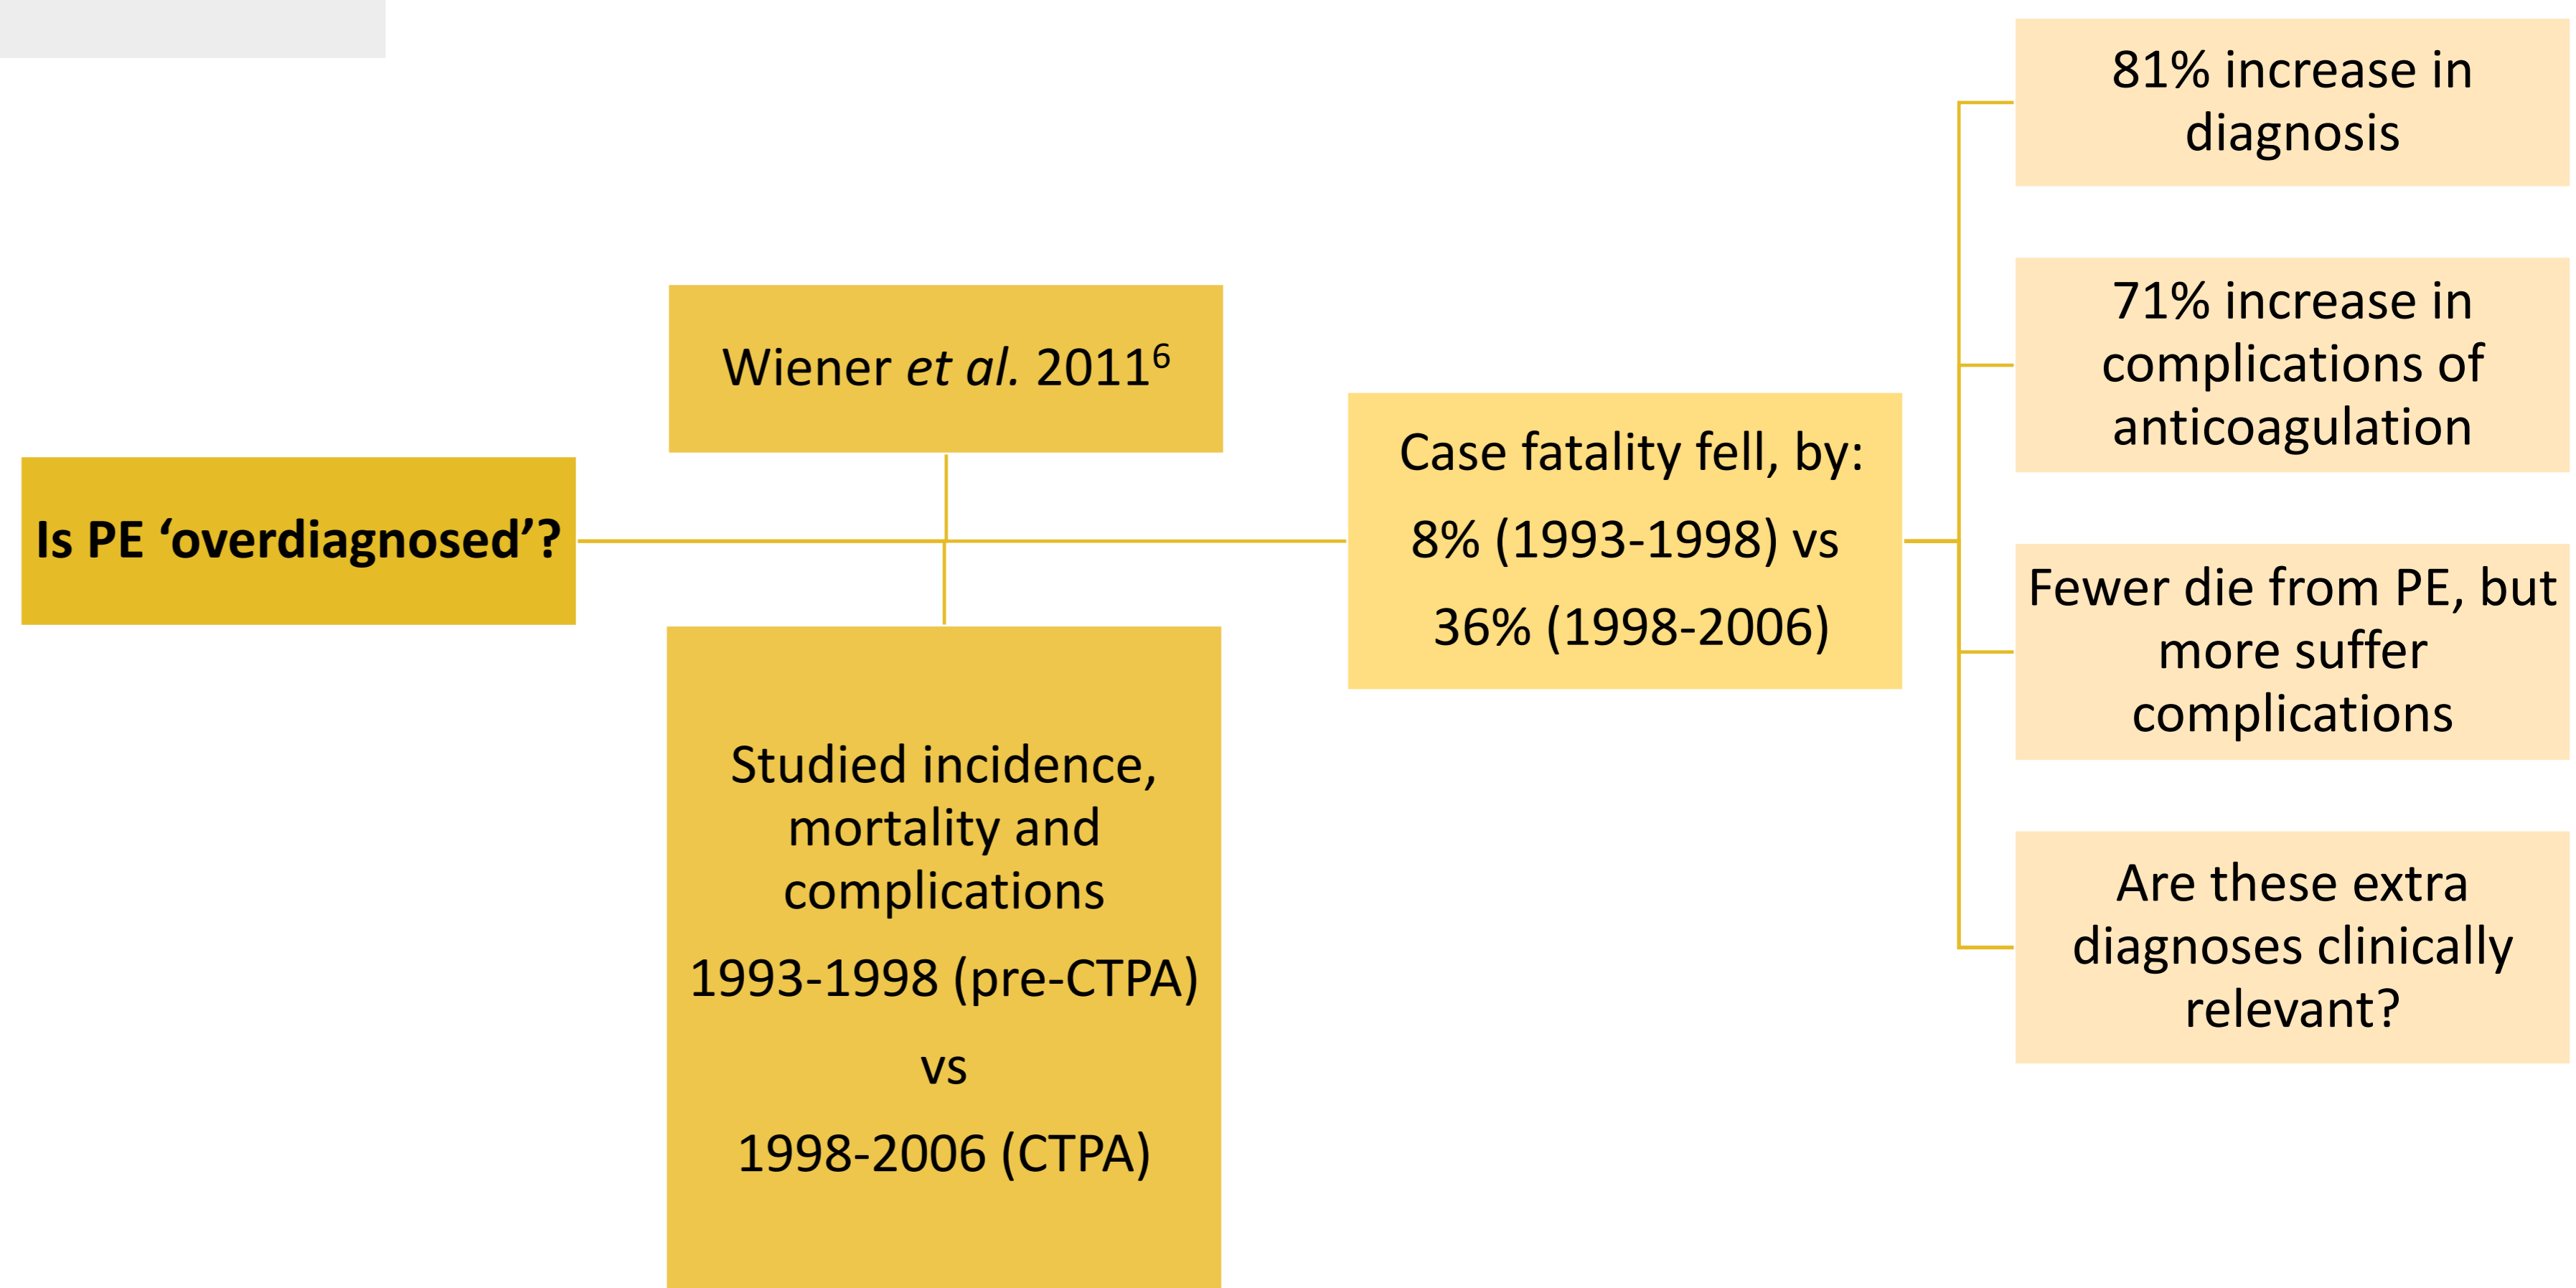 Is PE ‘overdiagnosed’?
Wiener et al. 2011⁶
Studied incidence,
mortality and
complications
1993-1998 (pre-CTPA)
vs
1998-2006 (CTPA)
Case fatality fell, by:
8% (1993-1998) vs
36% (1998-2006)
81% increase in
diagnosis
71% increase in
complications of
anticoagulation
Fewer die from PE, but
more suffer
complications
Are these extra
diagnoses clinically
relevant?